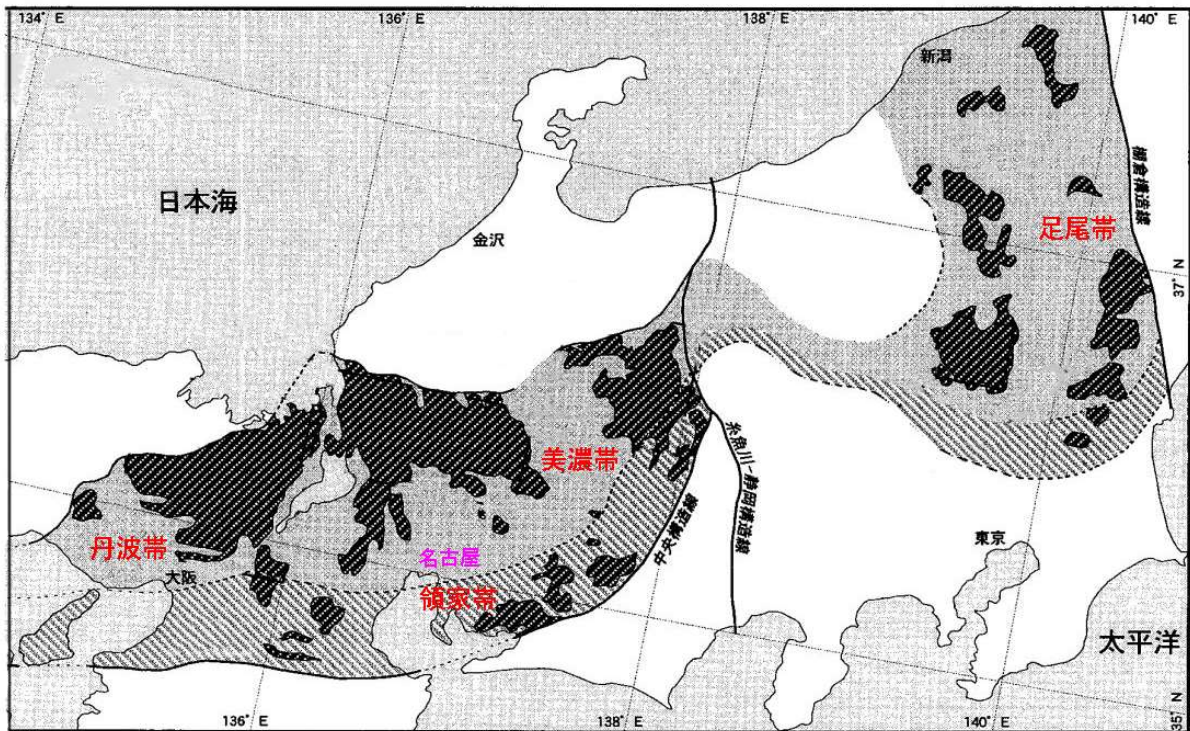 134° E
136° E
138° E
140° E
新潟
日本海
棚倉構造線
足尾帯
金沢
37° N
美濃帯
糸魚川−静岡構造線
中央構造線
丹波帯
名古屋
東京
大阪
領家帯
太平洋
136° E
138° E
140° E
35° N